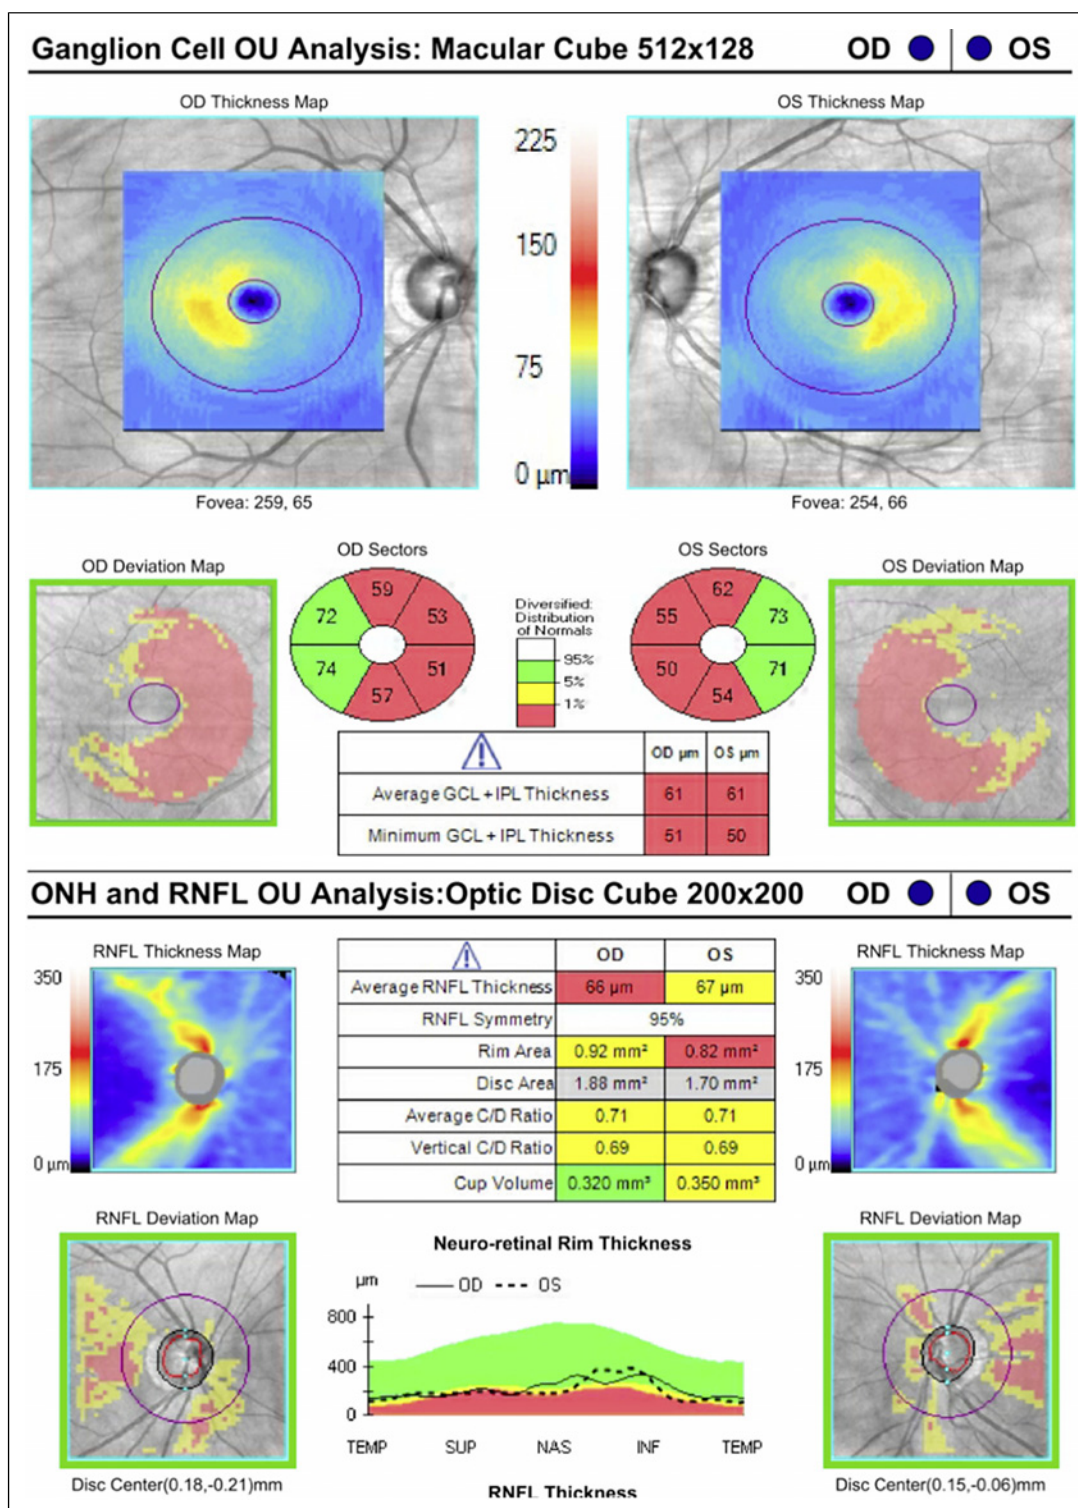 Ganglion Cell OU Analysis: Macular Cube 512x128 OD OS
OD Thickness Map
OS Thickness Map
225
150
75
0 µm
Fovea: 259, 65
Fovea: 254, 66
OD Deviation Map
OD Sectors
OS Sectors
OS Deviation Map
59
72 53
74 51
57
Diversified:
Distribution
of Normals
95%
5%
1%
62
55 73
50 71
54
OD µm OS µm
Average GCL + IPL Thickness 61 61
Minimum GCL + IPL Thickness 51 50
ONH and RNFL OU Analysis:Optic Disc Cube 200x200 OD OS
RNFL Thickness Map
RNFL Thickness Map
350
175
0 µm
OD OS
Average RNFL Thickness 66 µm 67 µm
RNFL Symmetry 95%
Rim Area 0.92 mm² 0.82 mm²
Disc Area 1.88 mm² 1.70 mm²
Average C/D Ratio 0.71 0.71
Vertical C/D Ratio 0.69 0.69
Cup Volume 0.320 mm³ 0.350 mm³
350
175
0 µm
RNFL Deviation Map
RNFL Deviation Map
Neuro-retinal Rim Thickness
µm OD OS
800
400
0
TEMP SUP NAS INF TEMP
Disc Center(0.18,-0.21)mm
Disc Center(0.15,-0.06)mm
RNFL Thickness